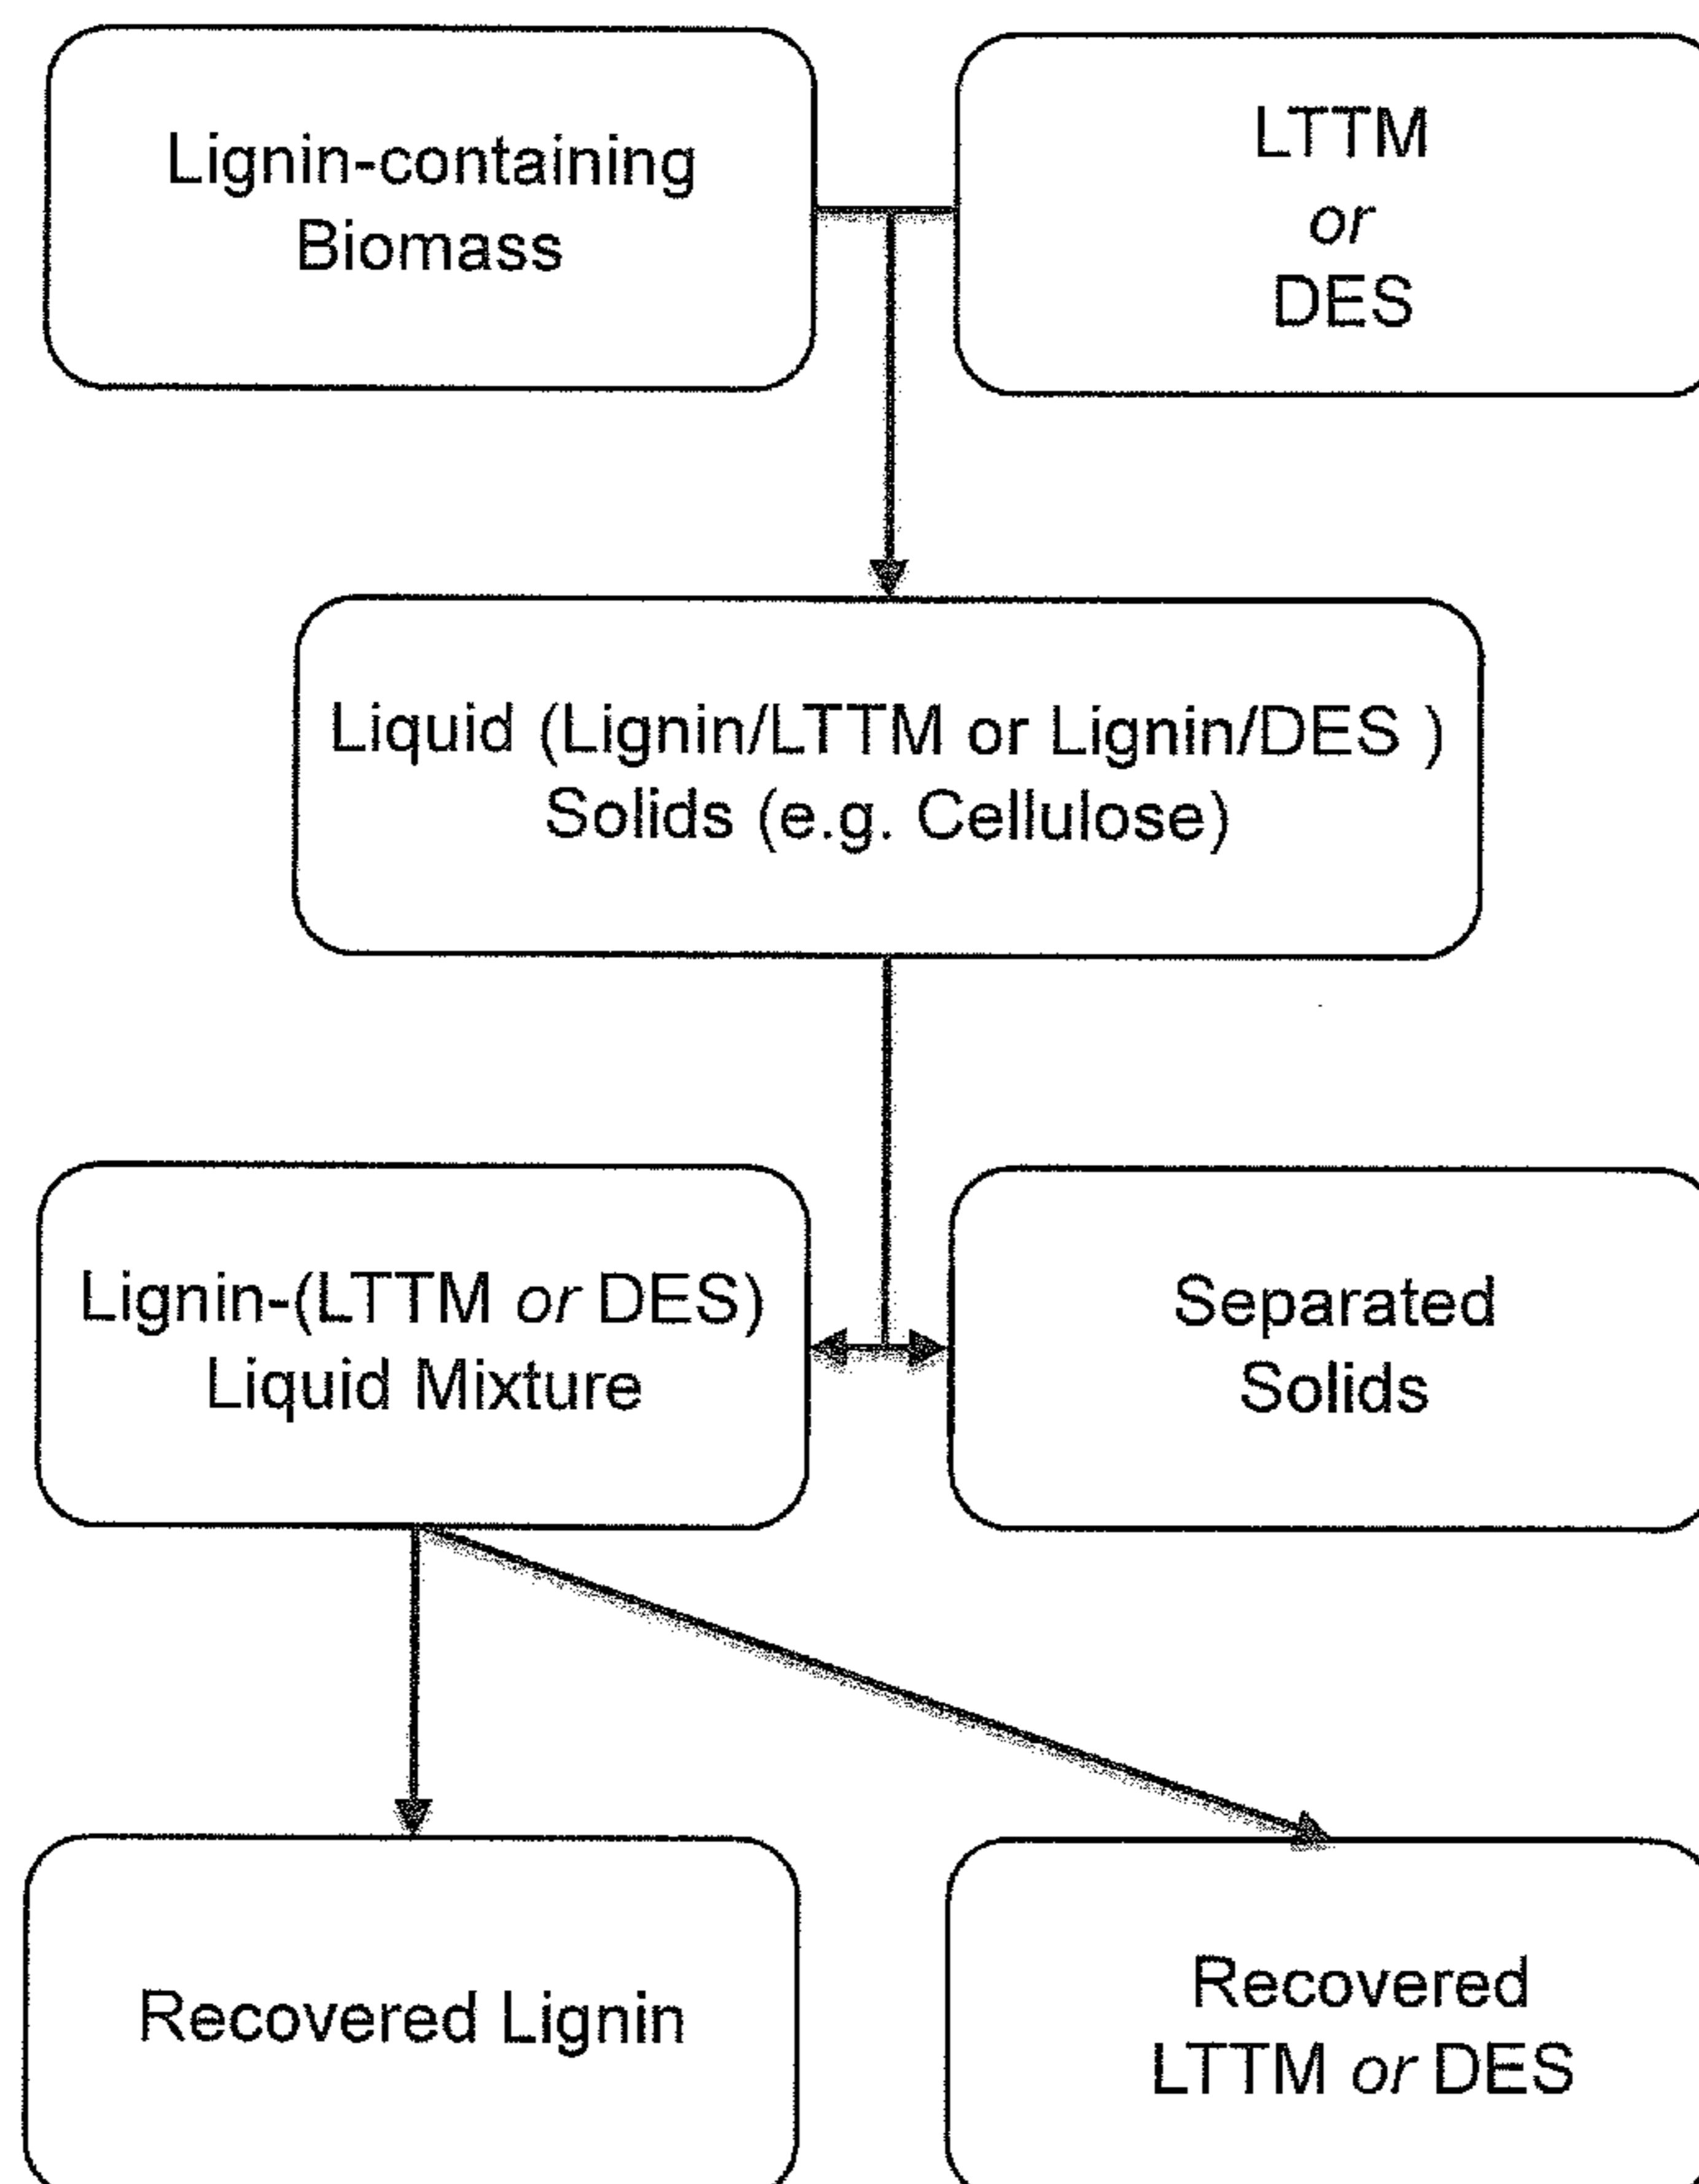 Lignin-containing
Biomass
LTTM
or
DES
Liquid (Lignin/LTTM or Lignin/DES )
Solids (e.g. Cellulose)
Lignin-(LTTM or DES)
Liquid Mixture
Separated
Solids
Recovered Lignin
Recovered
LTTM or DES